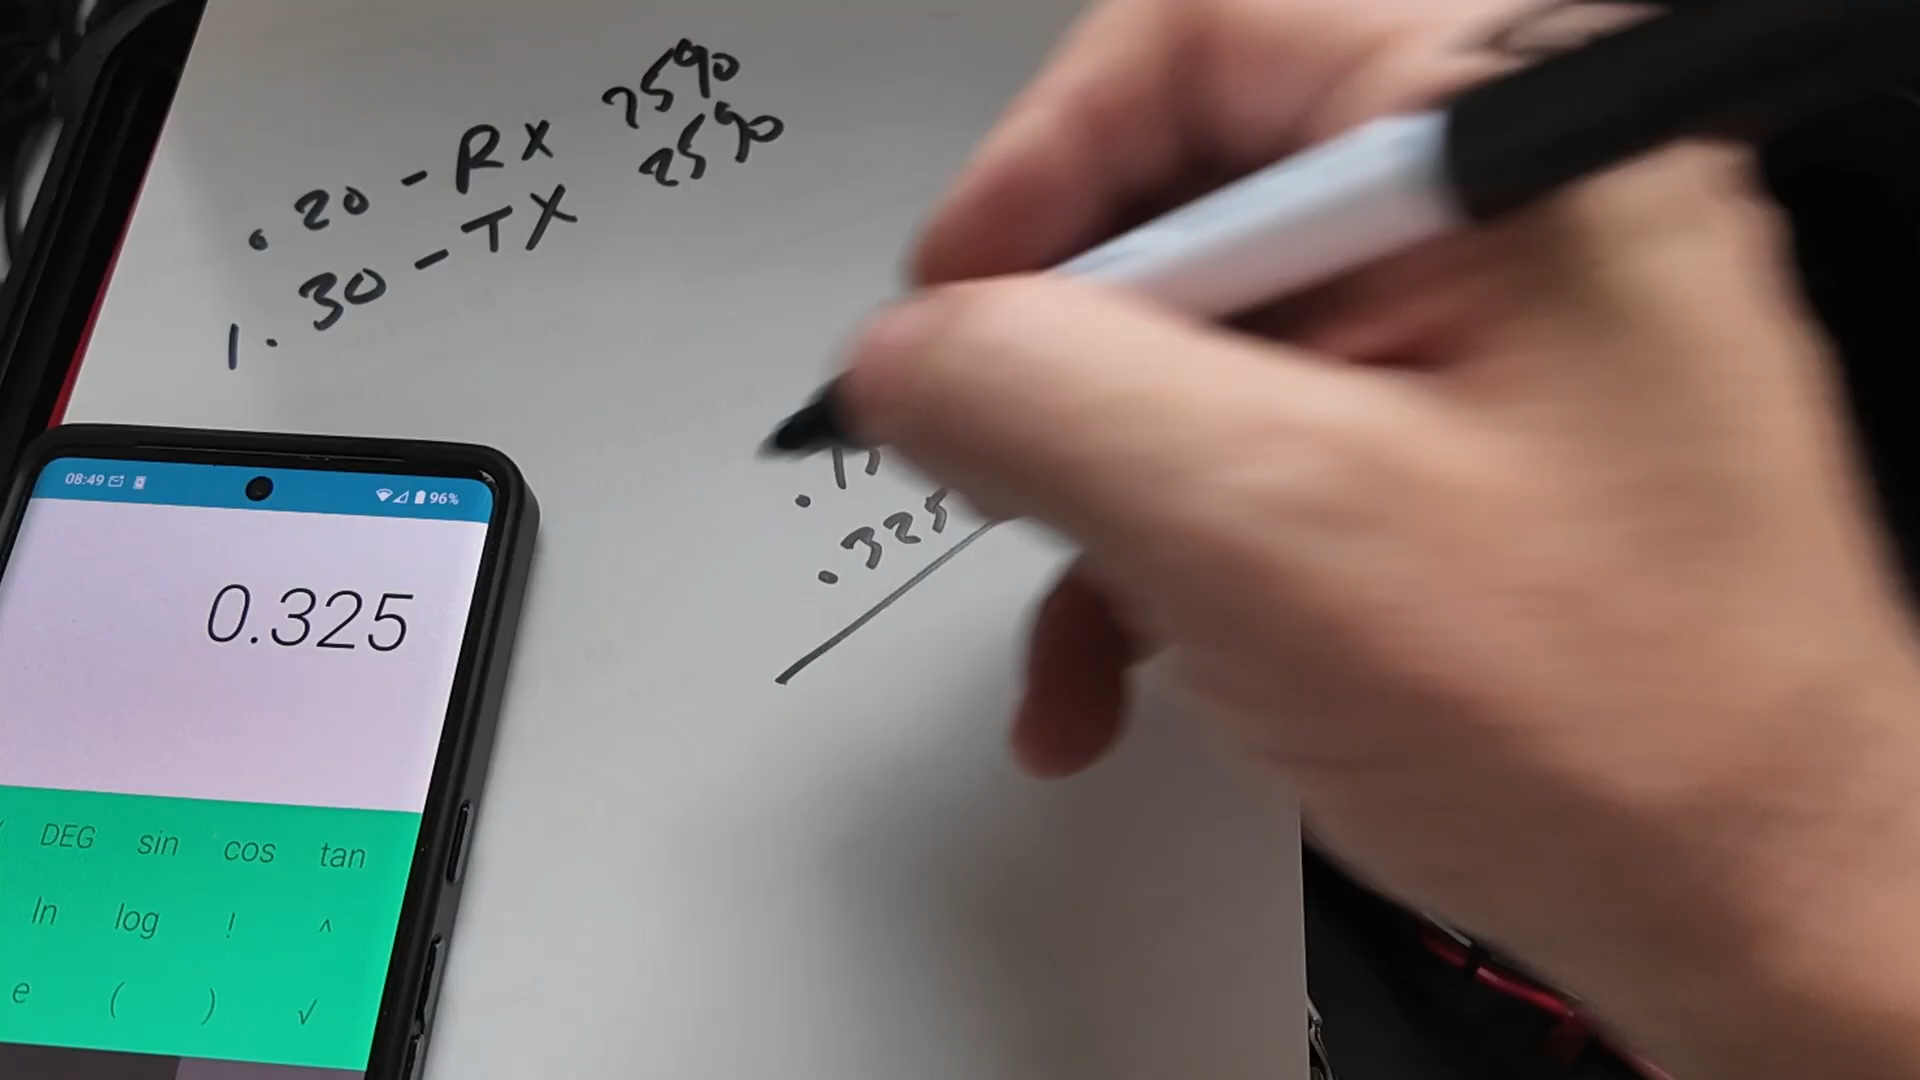 .20 - RX 2590
1.30 - TX 2590
.15
.325
08:49
96%
0.325
DEG sin cos tan
ln log ! ^
e ( ) √